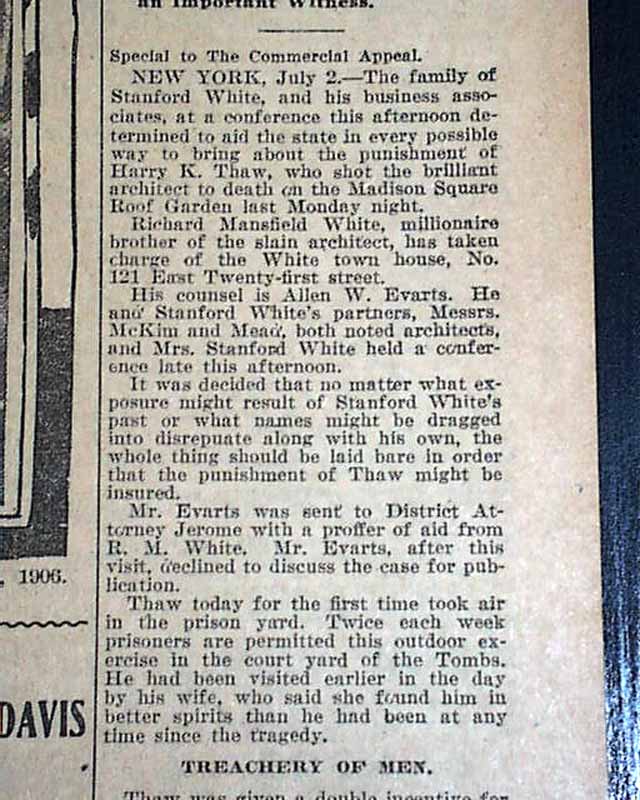 an Important Witness.
Special to The Commercial Appeal.
NEW YORK, July 2.—The family of
Stanford White, and his business asso-
ciates, at a conference this afternoon de-
termined to aid the state in every possible
way to bring about the punishment of
Harry K. Thaw, who shot the brilliant
architect to death on the Madison Square
Roof Garden last Monday night.
Richard Mansfield White, millionaire
brother of the slain architect, has taken
charge of the White town house, No.
121 East Twenty-first street.
His counsel is Allen W. Evarts. He
and Stanford White's partners, Messrs.
McKim and Mead, both noted architects,
and Mrs. Stanford White held a confer-
ence late this afternoon.
It was decided that no matter what ex-
posure might result of Stanford White's
past or what names might be dragged
into disrepuate along with his own, the
whole thing should be laid bare in order
that the punishment of Thaw might be
insured.
Mr. Evarts was sent to District At-
torney Jerome with a proffer of aid from
R. M. White. Mr. Evarts, after this
visit, declined to discuss the case for pub-
lication.
Thaw today for the first time took air
in the prison yard. Twice each week
prisoners are permitted this outdoor ex-
ercise in the court yard of the Tombs.
He had been visited earlier in the day
by his wife, who said she found him in
better spirits than he had been at any
time since the tragedy.
TREACHERY OF MEN.
Thaw was given a double incentive for
, 1906.
DAVIS